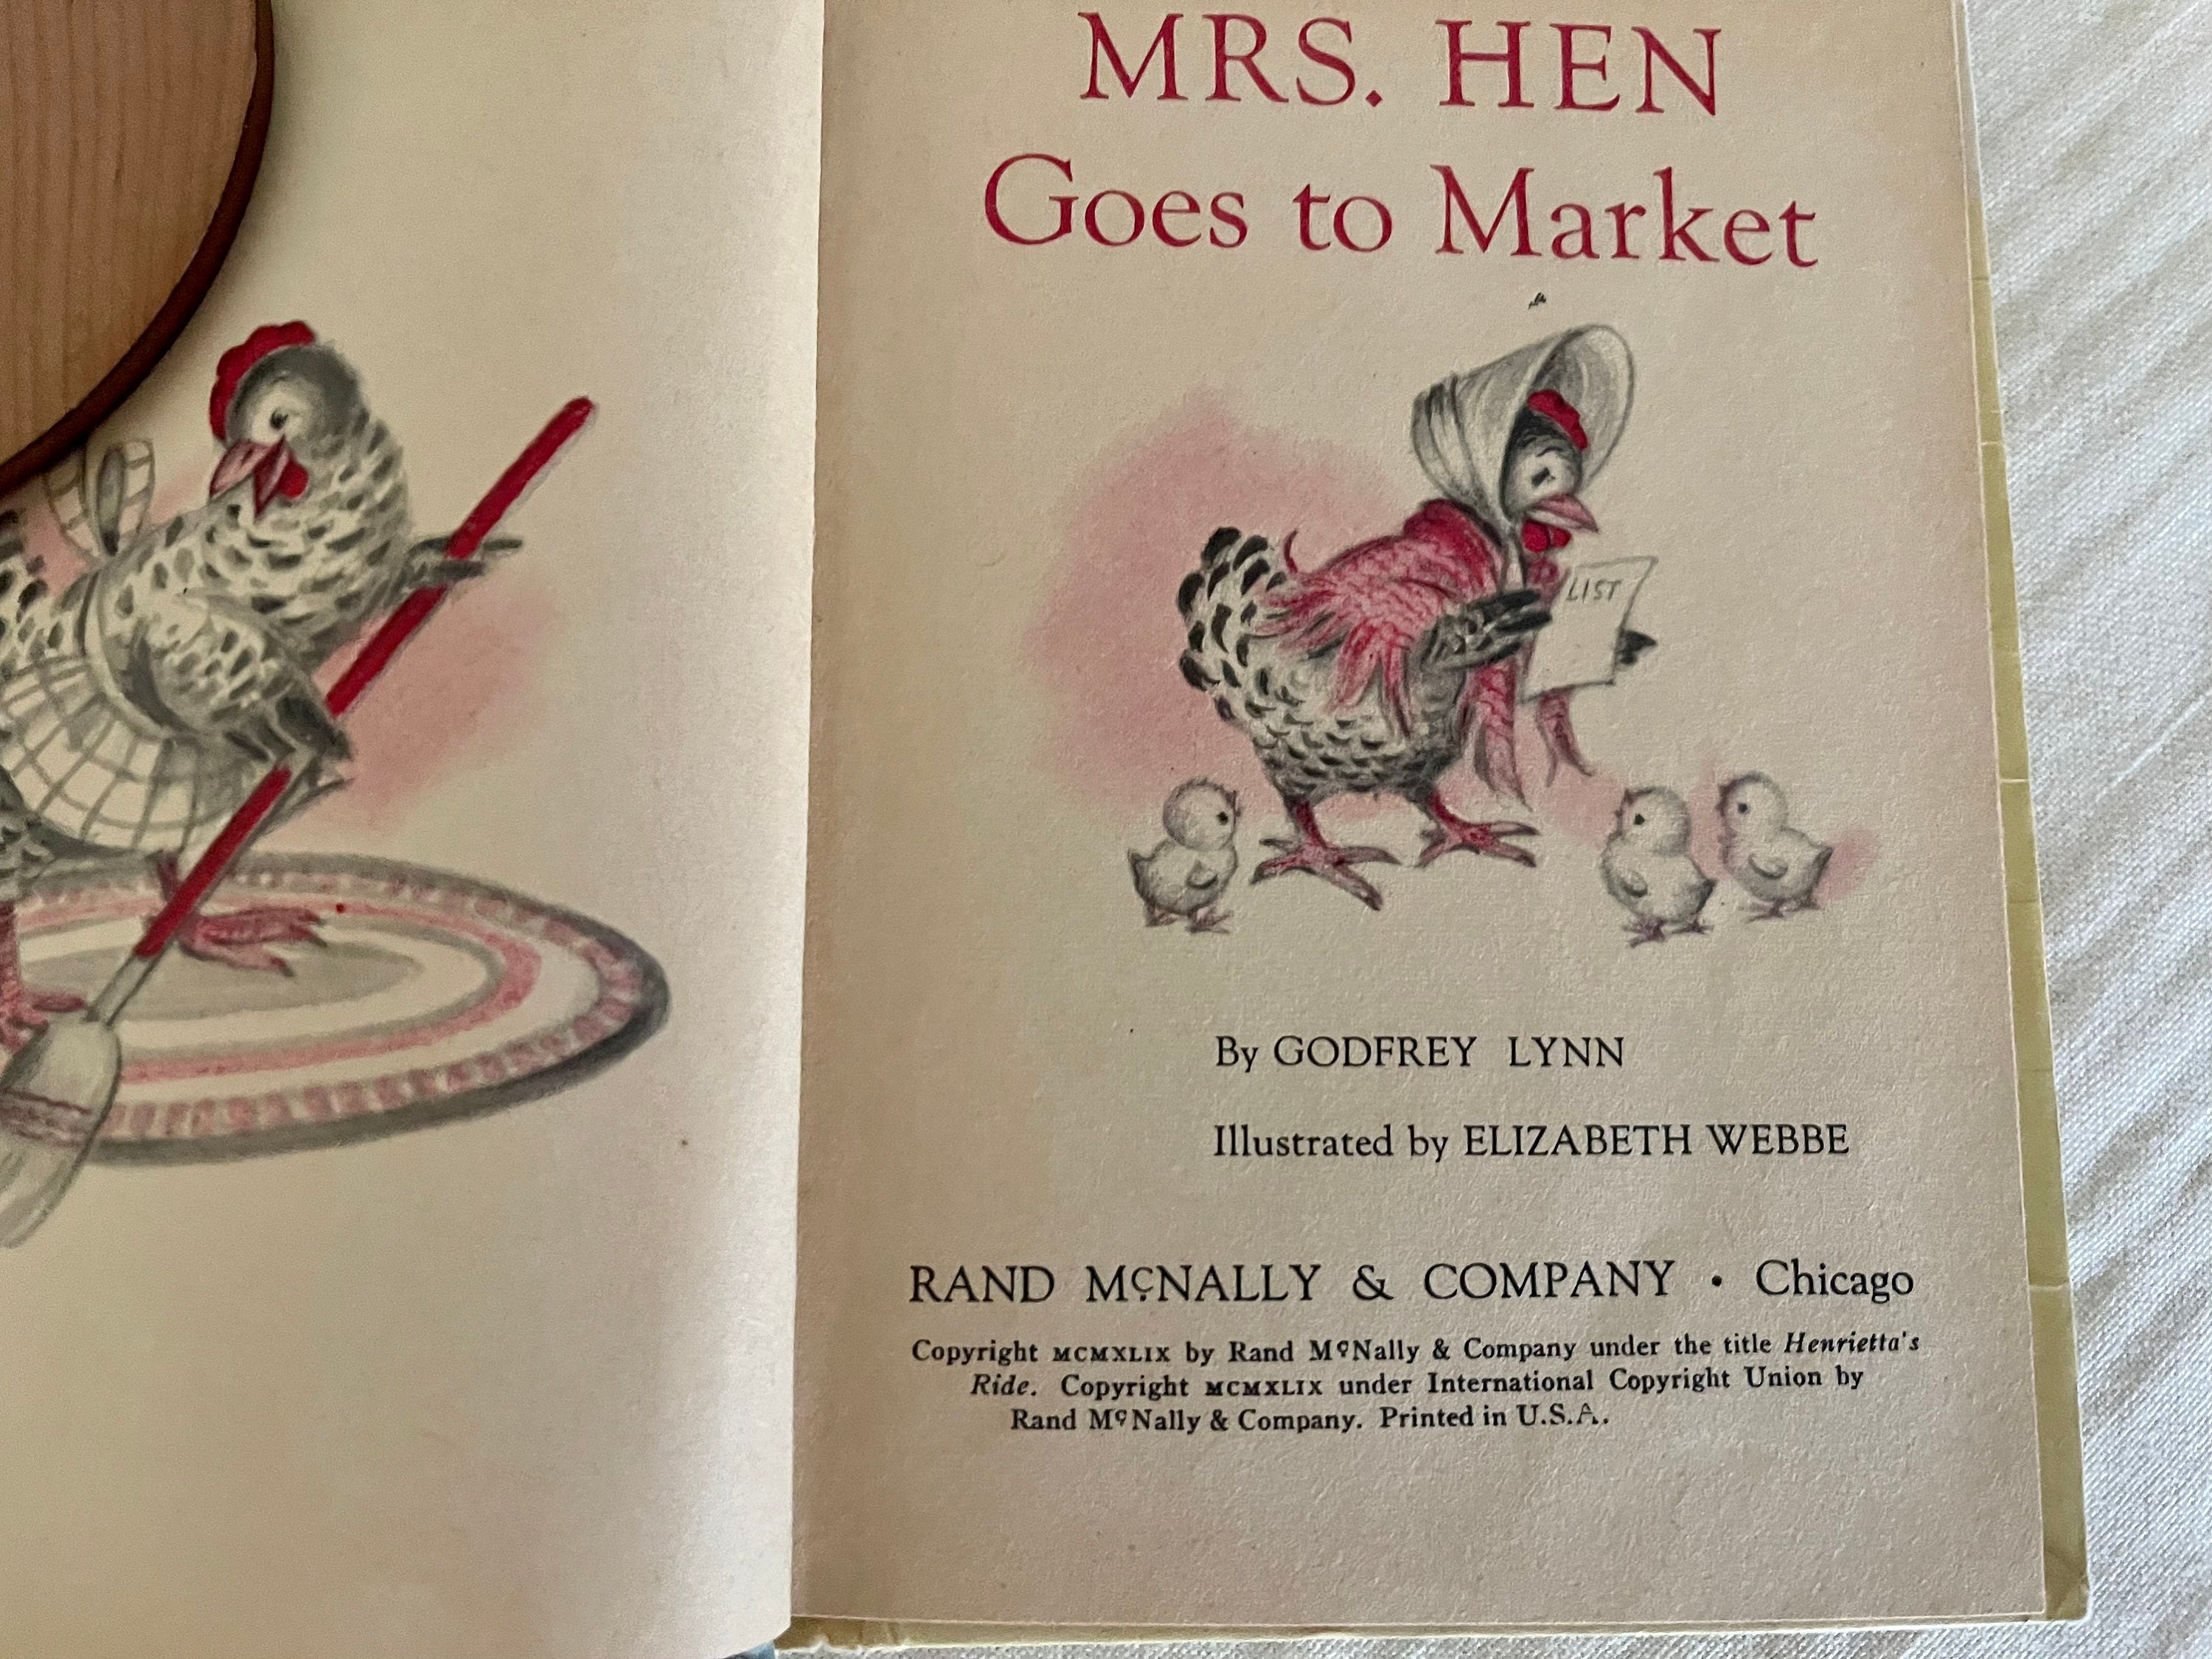 MRS. HEN
Goes to Market
LIST
By GODFREY LYNN
Illustrated by ELIZABETH WEBBE
RAND McNALLY & COMPANY • Chicago
Copyright MCMXLIX by Rand McNally & Company under the title Henrietta's
Ride. Copyright MCMXLIX under International Copyright Union by
Rand McNally & Company. Printed in U.S.A.